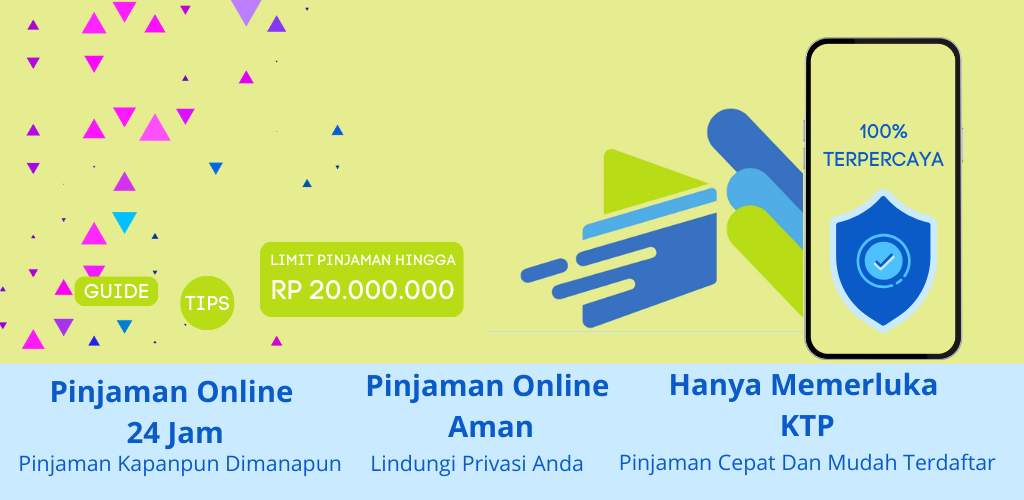 100%
TERPERCAYA
GUIDE
TIPS
LIMIT PINJAMAN HINGGA
RP 20.000.000
Pinjaman Online
24 Jam
Pinjaman Kapanpun Dimanapun
Pinjaman Online
Aman
Lindungi Privasi Anda
Hanya Memerluka
KTP
Pinjaman Cepat Dan Mudah Terdaftar